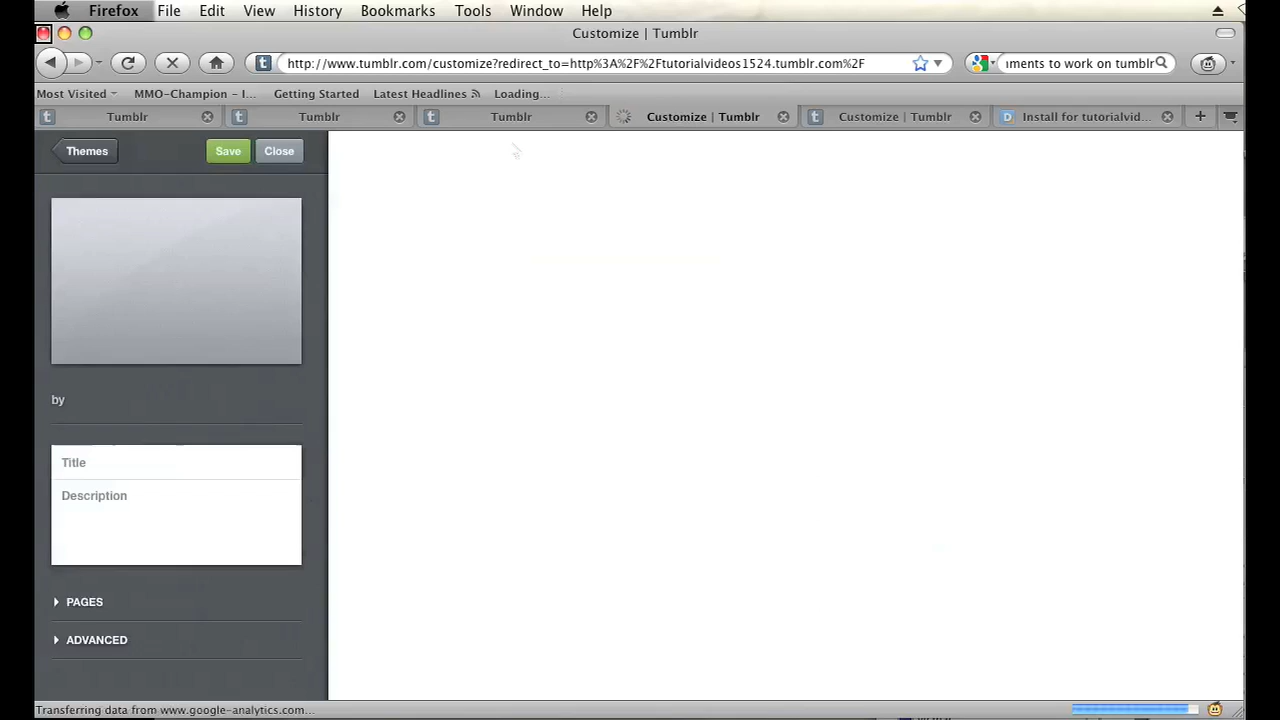 Firefox File Edit View History Bookmarks Tools Window Help
Customize | Tumblr
http://www.tumblr.com/customize?redirect_to=http%3A%2F%2Ftutorialvideos1524.tumblr.com%2F
ıments to work on tumblr
Most Visited MMO-Champion – I... Getting Started Latest Headlines Loading...
Tumblr Tumblr Tumblr Customize | Tumblr Customize | Tumblr Install for tutorialvid...
Themes Save Close
by
Title
Description
PAGES
ADVANCED
Transferring data from www.google-analytics.com...